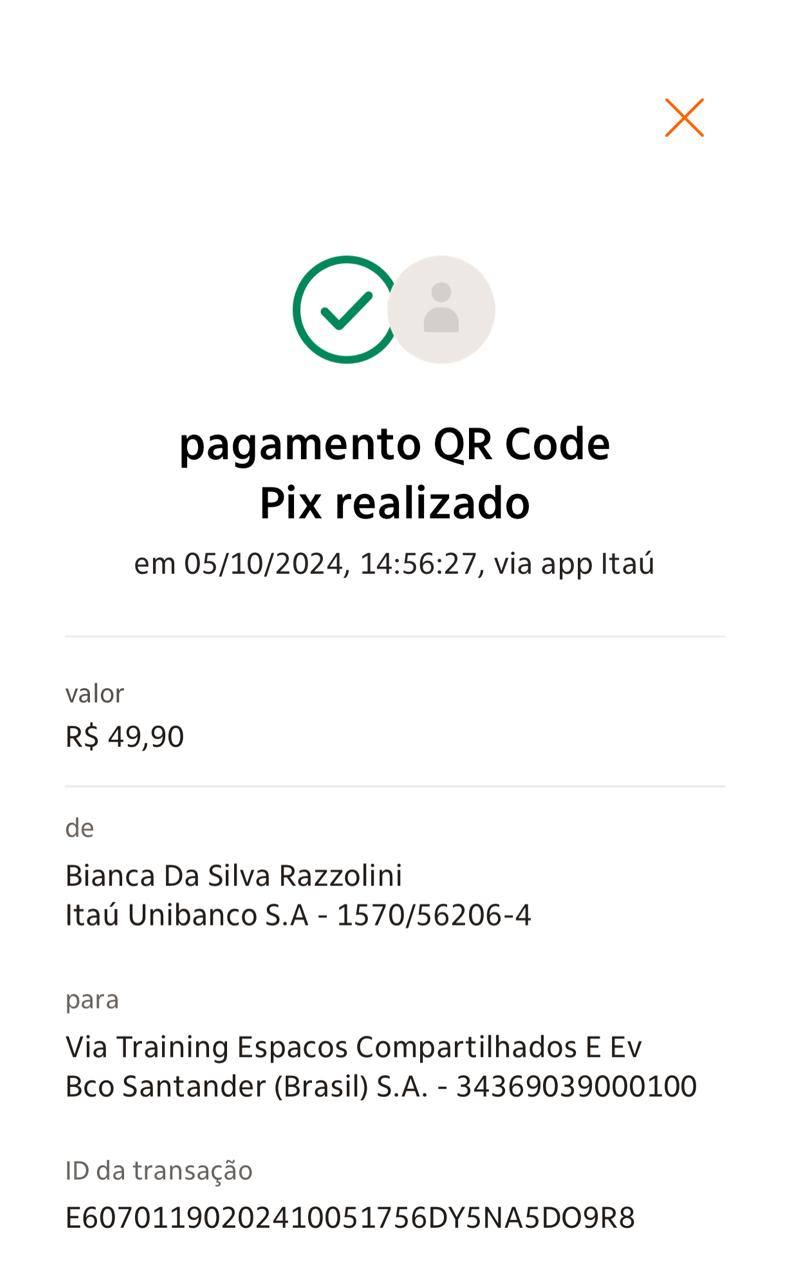 pagamento QR Code
Pix realizado
em 05/10/2024, 14:56:27, via app Itaú
valor
R$ 49,90
de
Bianca Da Silva Razzolini
Itaú Unibanco S.A - 1570/56206-4
para
Via Training Espacos Compartilhados E Ev
Bco Santander (Brasil) S.A. - 34369039000100
ID da transação
E60701190202410051756DY5NA5DO9R8